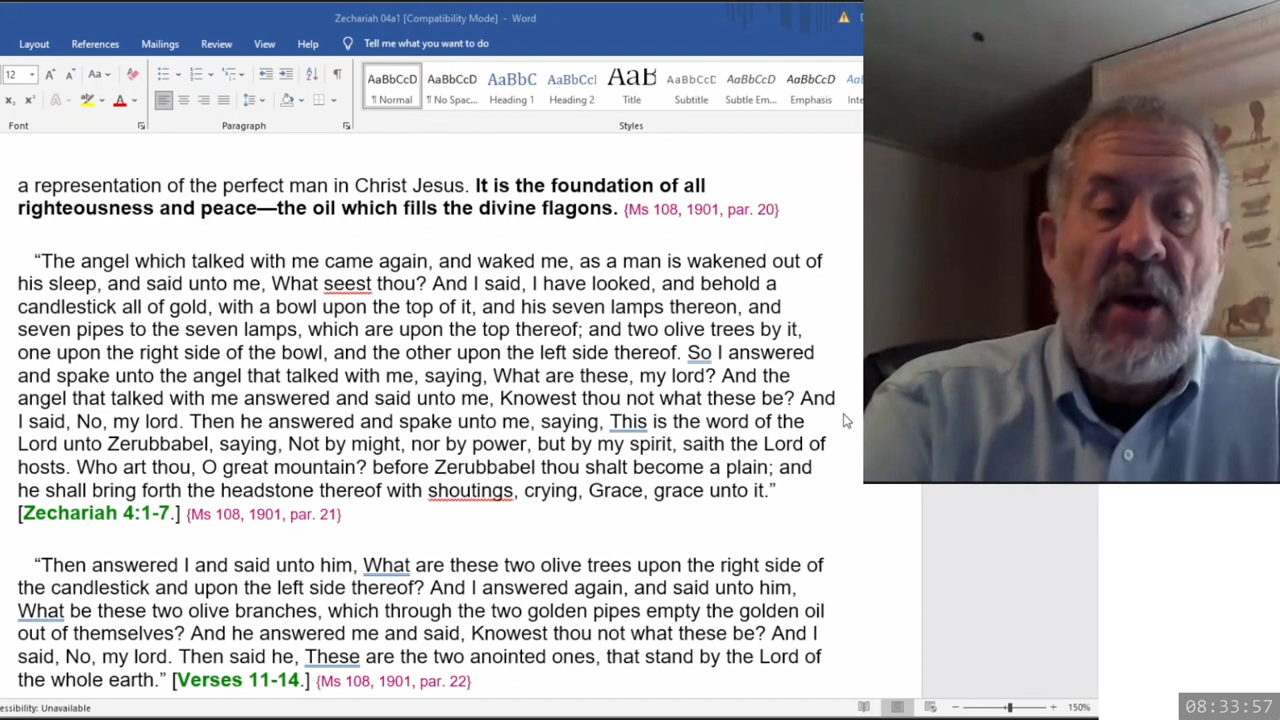 Zechariah 04a1 [Compatibility Mode] - Word
Layout References Mailings Review View Help Tell me what you want to do
12 Aa
AaBbCcD AaBbCcD AaBbC AaBbCcl AaB AaBbCcD AaBbCcD AaBbCcD
¶ Normal ¶ No Spac... Heading 1 Heading 2 Title Subtitle Subtle Em... Emphasis
Font Paragraph Styles
a representation of the perfect man in Christ Jesus. It is the foundation of all
righteousness and peace—the oil which fills the divine flagons. {Ms 108, 1901, par. 20}
“The angel which talked with me came again, and waked me, as a man is wakened out of
his sleep, and said unto me, What seest thou? And I said, I have looked, and behold a
candlestick all of gold, with a bowl upon the top of it, and his seven lamps thereon, and
seven pipes to the seven lamps, which are upon the top thereof; and two olive trees by it,
one upon the right side of the bowl, and the other upon the left side thereof. So I answered
and spake unto the angel that talked with me, saying, What are these, my lord? And the
angel that talked with me answered and said unto me, Knowest thou not what these be? And
I said, No, my lord. Then he answered and spake unto me, saying, This is the word of the
Lord unto Zerubbabel, saying, Not by might, nor by power, but by my spirit, saith the Lord of
hosts. Who art thou, O great mountain? before Zerubbabel thou shalt become a plain; and
he shall bring forth the headstone thereof with shoutings, crying, Grace, grace unto it.”
[Zechariah 4:1-7.] {Ms 108, 1901, par. 21}
“Then answered I and said unto him, What are these two olive trees upon the right side of
the candlestick and upon the left side thereof? And I answered again, and said unto him,
What be these two olive branches, which through the two golden pipes empty the golden oil
out of themselves? And he answered me and said, Knowest thou not what these be? And I
said, No, my lord. Then said he, These are the two anointed ones, that stand by the Lord of
the whole earth.” [Verses 11-14.] {Ms 108, 1901, par. 22}
essibility: Unavailable 150%
08:33:57